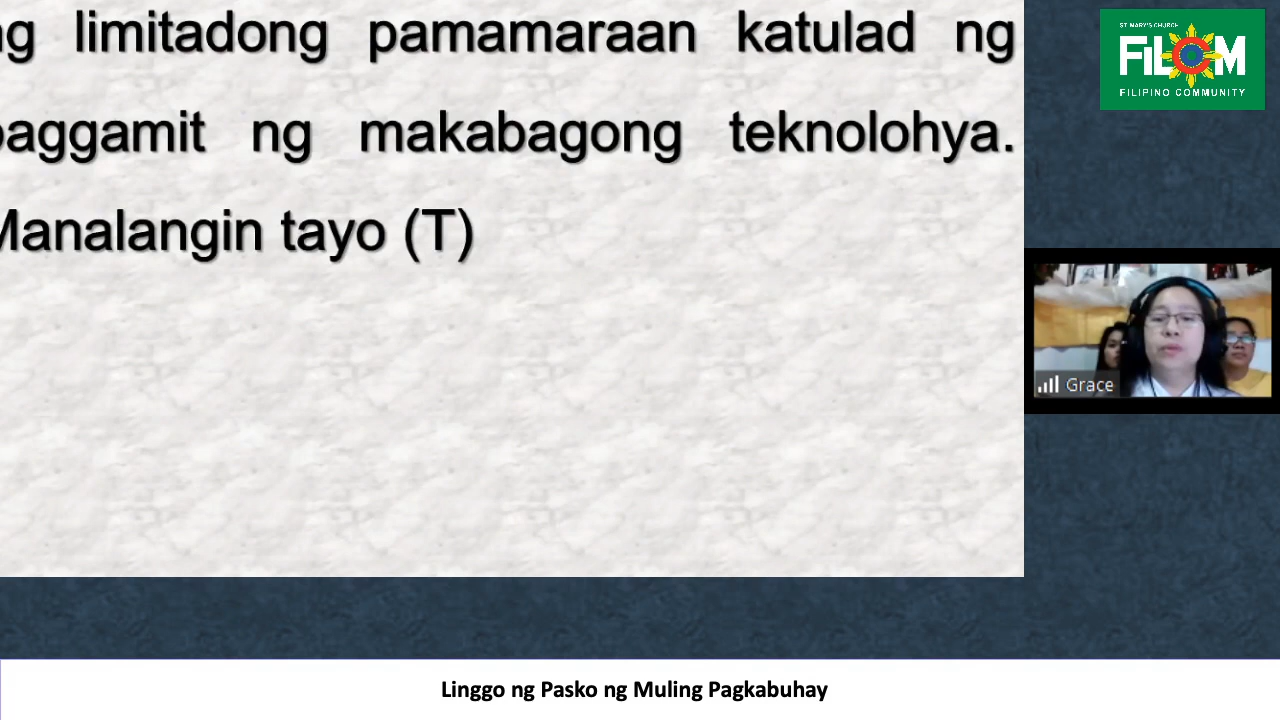 ng limitadong pamamaraan katulad ng
paggamit ng makabagong teknolohya.
Manalangin tayo (T)
ST MARY'S CHURCH
FILCOM
FILIPINO COMMUNITY
Grace
Linggo ng Pasko ng Muling Pagkabuhay